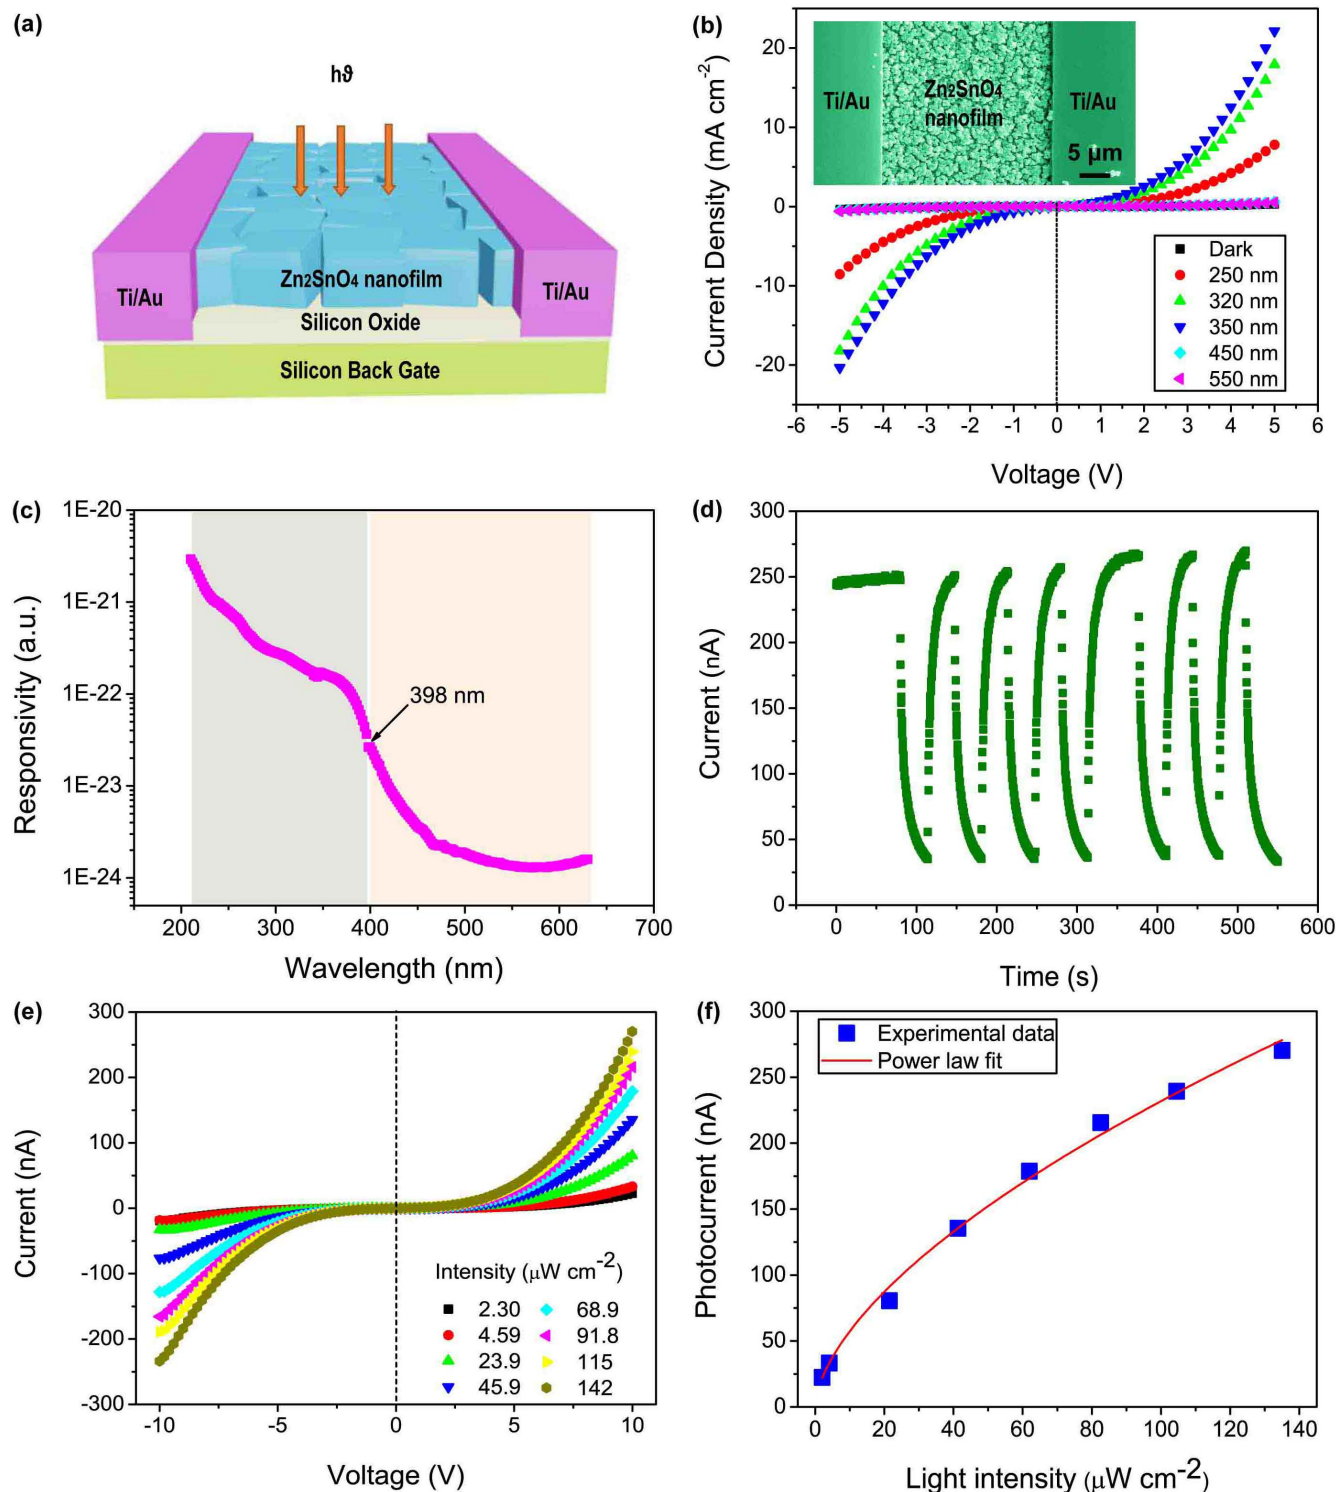 (a)
hϑ
Ti/Au
Zn₂SnO₄ nanofilm
Ti/Au
Silicon Oxide
Silicon Back Gate
(b)
Current Density (mA cm⁻²)
20
10
0
-10
-20
Ti/Au
Zn₂SnO₄
nanofilm
Ti/Au
5 μm
Dark
250 nm
320 nm
350 nm
450 nm
550 nm
-6 -5 -4 -3 -2 -1 0 1 2 3 4 5 6
Voltage (V)
(c)
Responsivity (a.u.)
1E-20
1E-21
1E-22
1E-23
1E-24
398 nm
200 300 400 500 600 700
Wavelength (nm)
(d)
Current (nA)
300
250
200
150
100
50
0
0 100 200 300 400 500 600
Time (s)
(e)
Current (nA)
300
200
100
0
-100
-200
-300
Intensity (μW cm⁻²)
2.30 68.9
4.59 91.8
23.9 115
45.9 142
-10 -5 0 5 10
Voltage (V)
(f)
Photocurrent (nA)
300
250
200
150
100
50
0
Experimental data
Power law fit
0 20 40 60 80 100 120 140
Light intensity (μW cm⁻²)